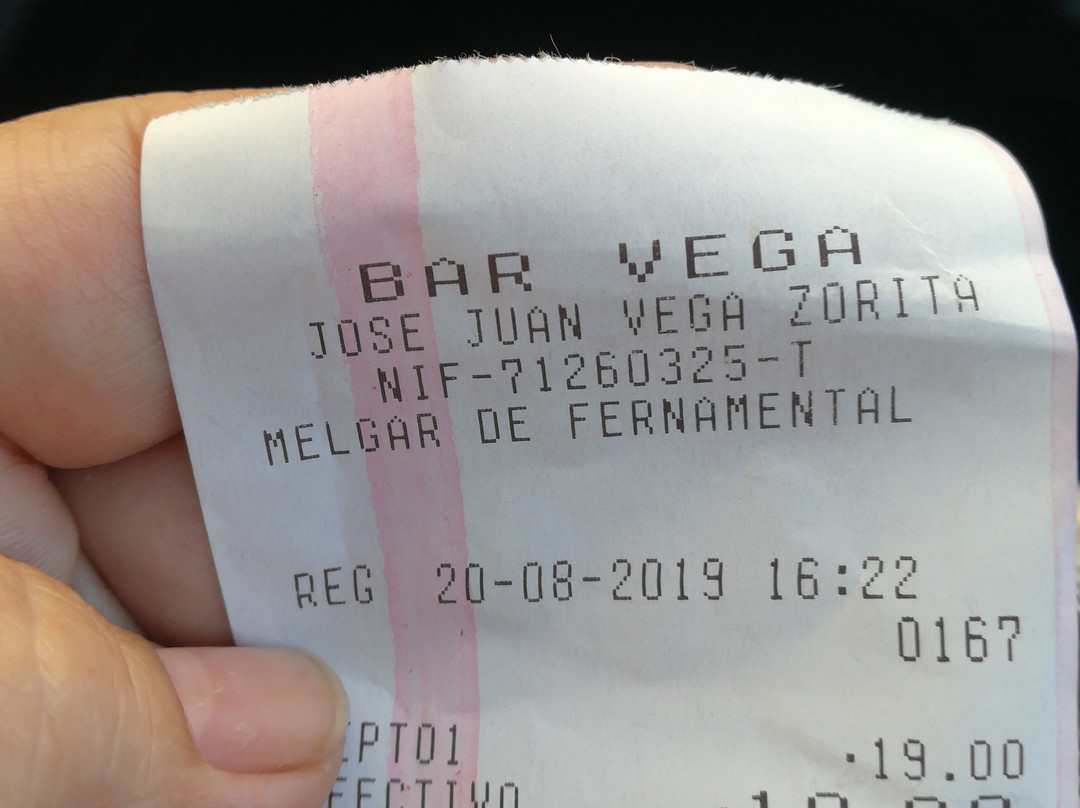 BAR VEGA
JOSE JUAN VEGA ZORITA
NIF-71260325-T
MELGAR DE FERNAMENTAL
REG 20-08-2019 16:22
0167
EPT01 ·19.00